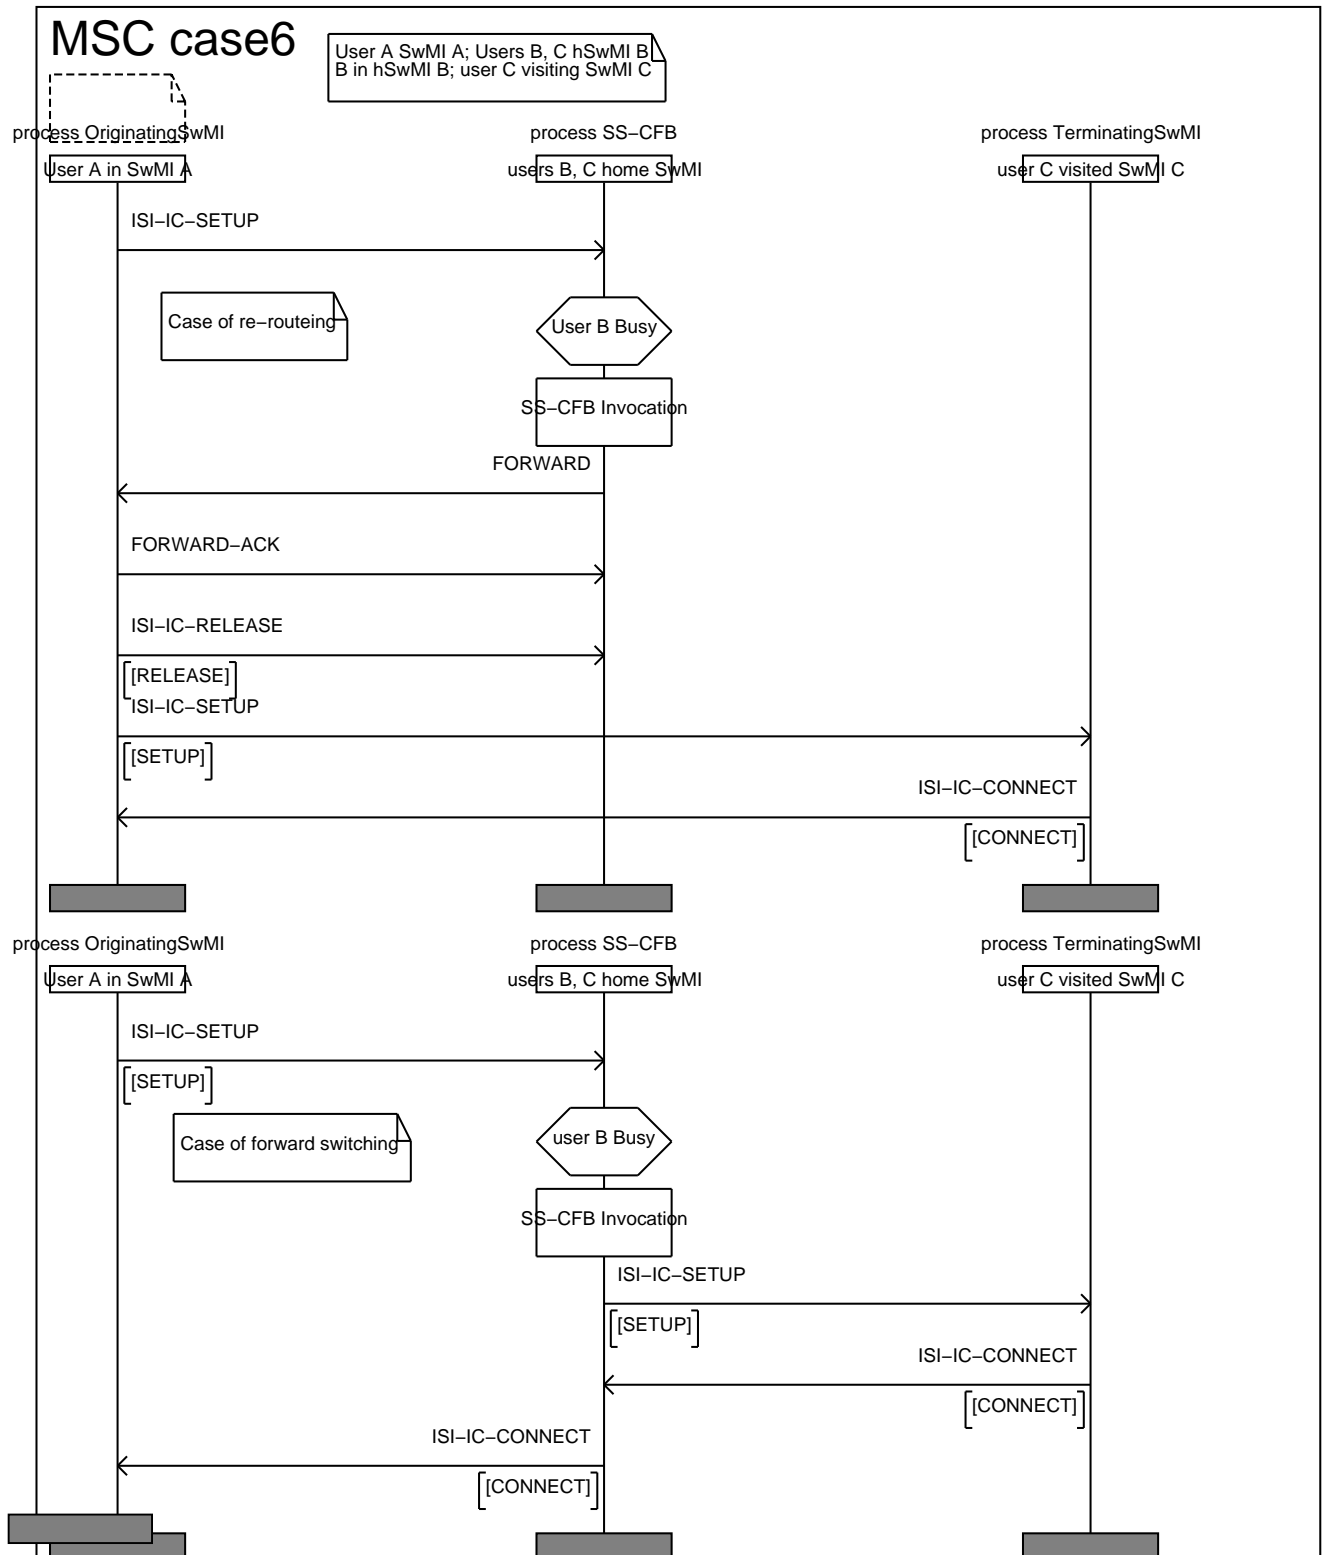 MSC case6
User A SwMI A; Users B, C hSwMI B
B in hSwMI B; user C visiting SwMI C
process OriginatingSwMI
process SS−CFB
process TerminatingSwMI
User A in SwMI A
users B, C home SwMI
user C visited SwMI C
ISI−IC−SETUP
Case of re−routeing
User B Busy
SS−CFB Invocation
FORWARD
FORWARD−ACK
ISI−IC−RELEASE
[RELEASE]
ISI−IC−SETUP
[SETUP]
ISI−IC−CONNECT
[CONNECT]
process OriginatingSwMI
process SS−CFB
process TerminatingSwMI
User A in SwMI A
users B, C home SwMI
user C visited SwMI C
ISI−IC−SETUP
[SETUP]
Case of forward switching
user B Busy
SS−CFB Invocation
ISI−IC−SETUP
[SETUP]
ISI−IC−CONNECT
[CONNECT]
ISI−IC−CONNECT
[CONNECT]